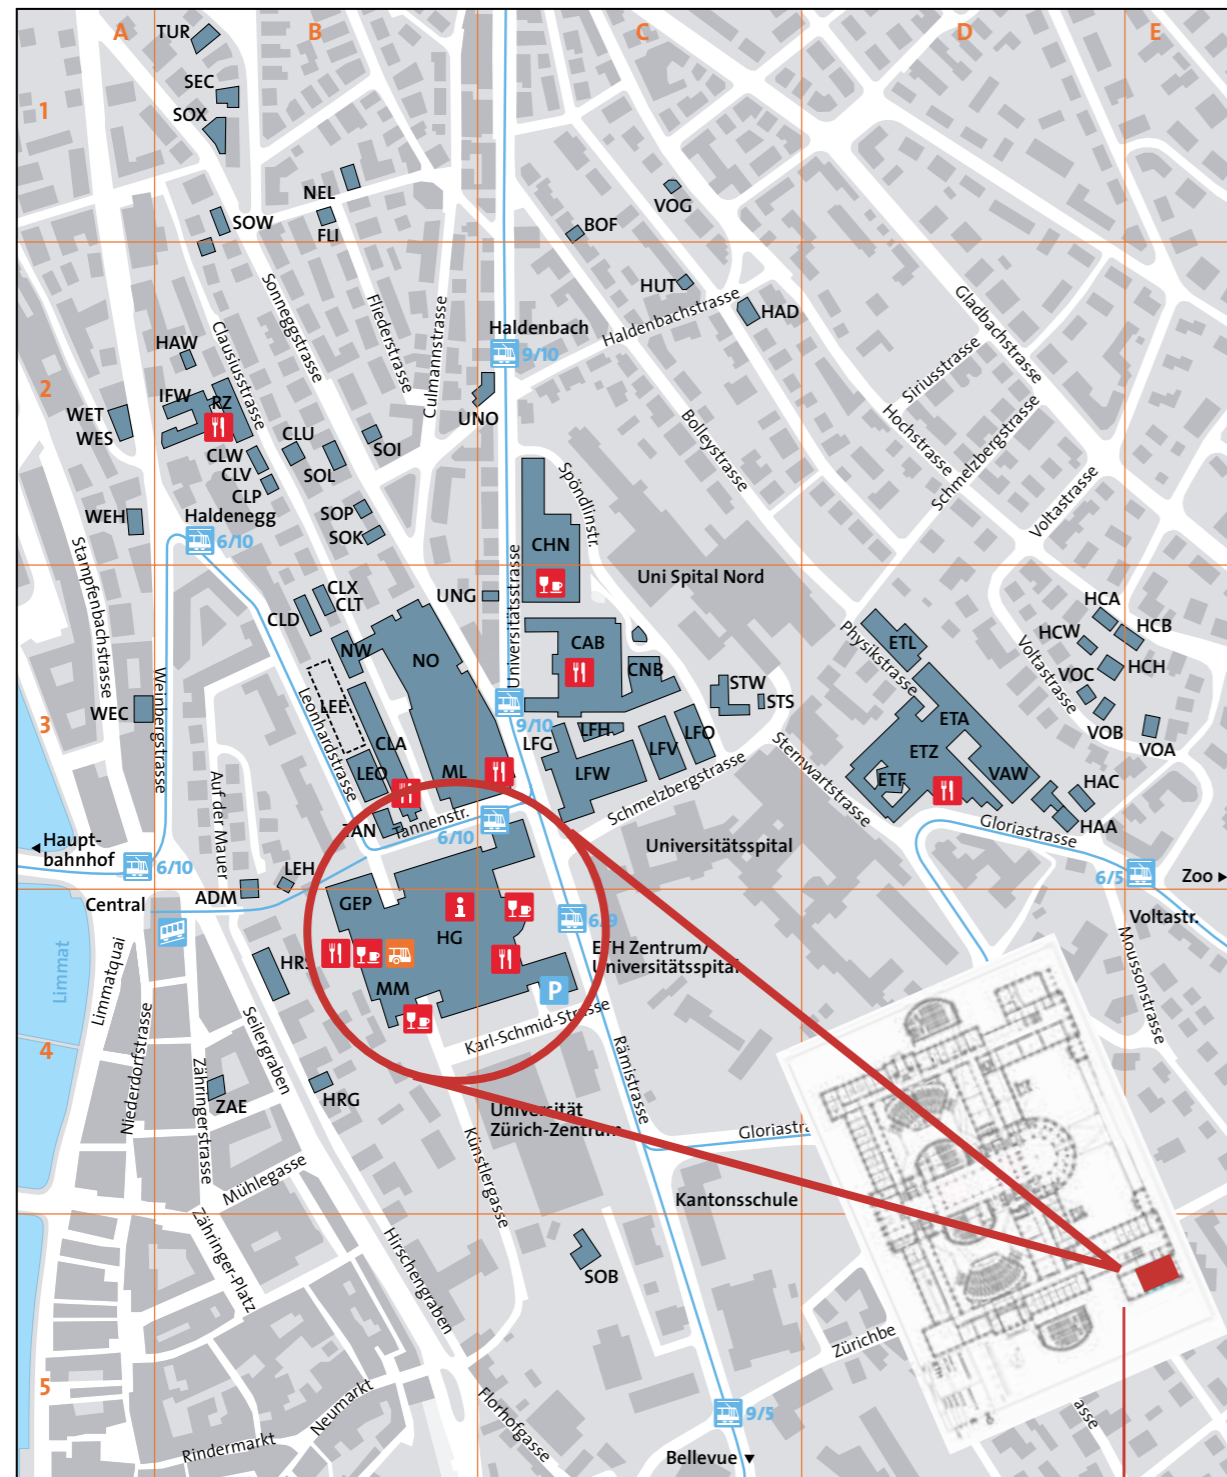 A
B
C
D
E
TUR
SEC
1
SOX
NEL
VOG
SOW
FLI
BOF
HUT
HAD
Sonneggstrasse
Fliederstrasse
Culmannstrasse
Haldenbach
9/10
Haldenbachstrasse
Gladbachstrasse
Clausiusstrasse
HAW
Siriusstrasse
2
IFW
RZ
WET
WES
UNO
Hochstrasse
Bolleystrasse
Schmelzbergstrasse
CLU
SOI
CLW
CLV
SOL
CLP
Spöndlinstr.
Voltastrasse
WEH
Haldenegg
6/10
SOP
SOK
CHN
Stampfenbachstrasse
Universitätsstrasse
Uni Spital Nord
CLX
CLT
CLD
UNG
HCA
HCB
HCW
HCH
Physikstrasse
ETL
NW
NO
CAB
CNB
Voltastrasse
VOC
STW
STS
Weinbergstrasse
WEC
LEE
Leonhardstrasse
9/10
VOB
VOA
3
CLA
LFG
LFH
LFV
LFO
ETA
ETZ
Sternwartstrasse
LEO
ML
LFW
ETF
VAW
HAC
Auf der Mauer
Schmelzbergstrasse
HAA
Tannenstr.
6/10
Gloriastrasse
Haupt-
bahnhof
6/10
Universitätsspital
LEH
6/5
Zoo
Central
ADM
GEP
Voltastr.
HG
6/9
ETH Zentrum/
Universitätsspital
Limmat
Limmatquai
MM
P
Moussonstrasse
Karl-Schmid-Strasse
4
Niederdorfstrasse
Seilergraben
Zähringerstrasse
ZAE
HRG
Rämistrasse
Universität
Zürich-Zentrum
Künstlergasse
Mühlegasse
Kantonsschule
Zähringer-Platz
Hirschengraben
SOB
5
Neumarkt
Rindermarkt
Florhofgasse
9/5
Bellevue